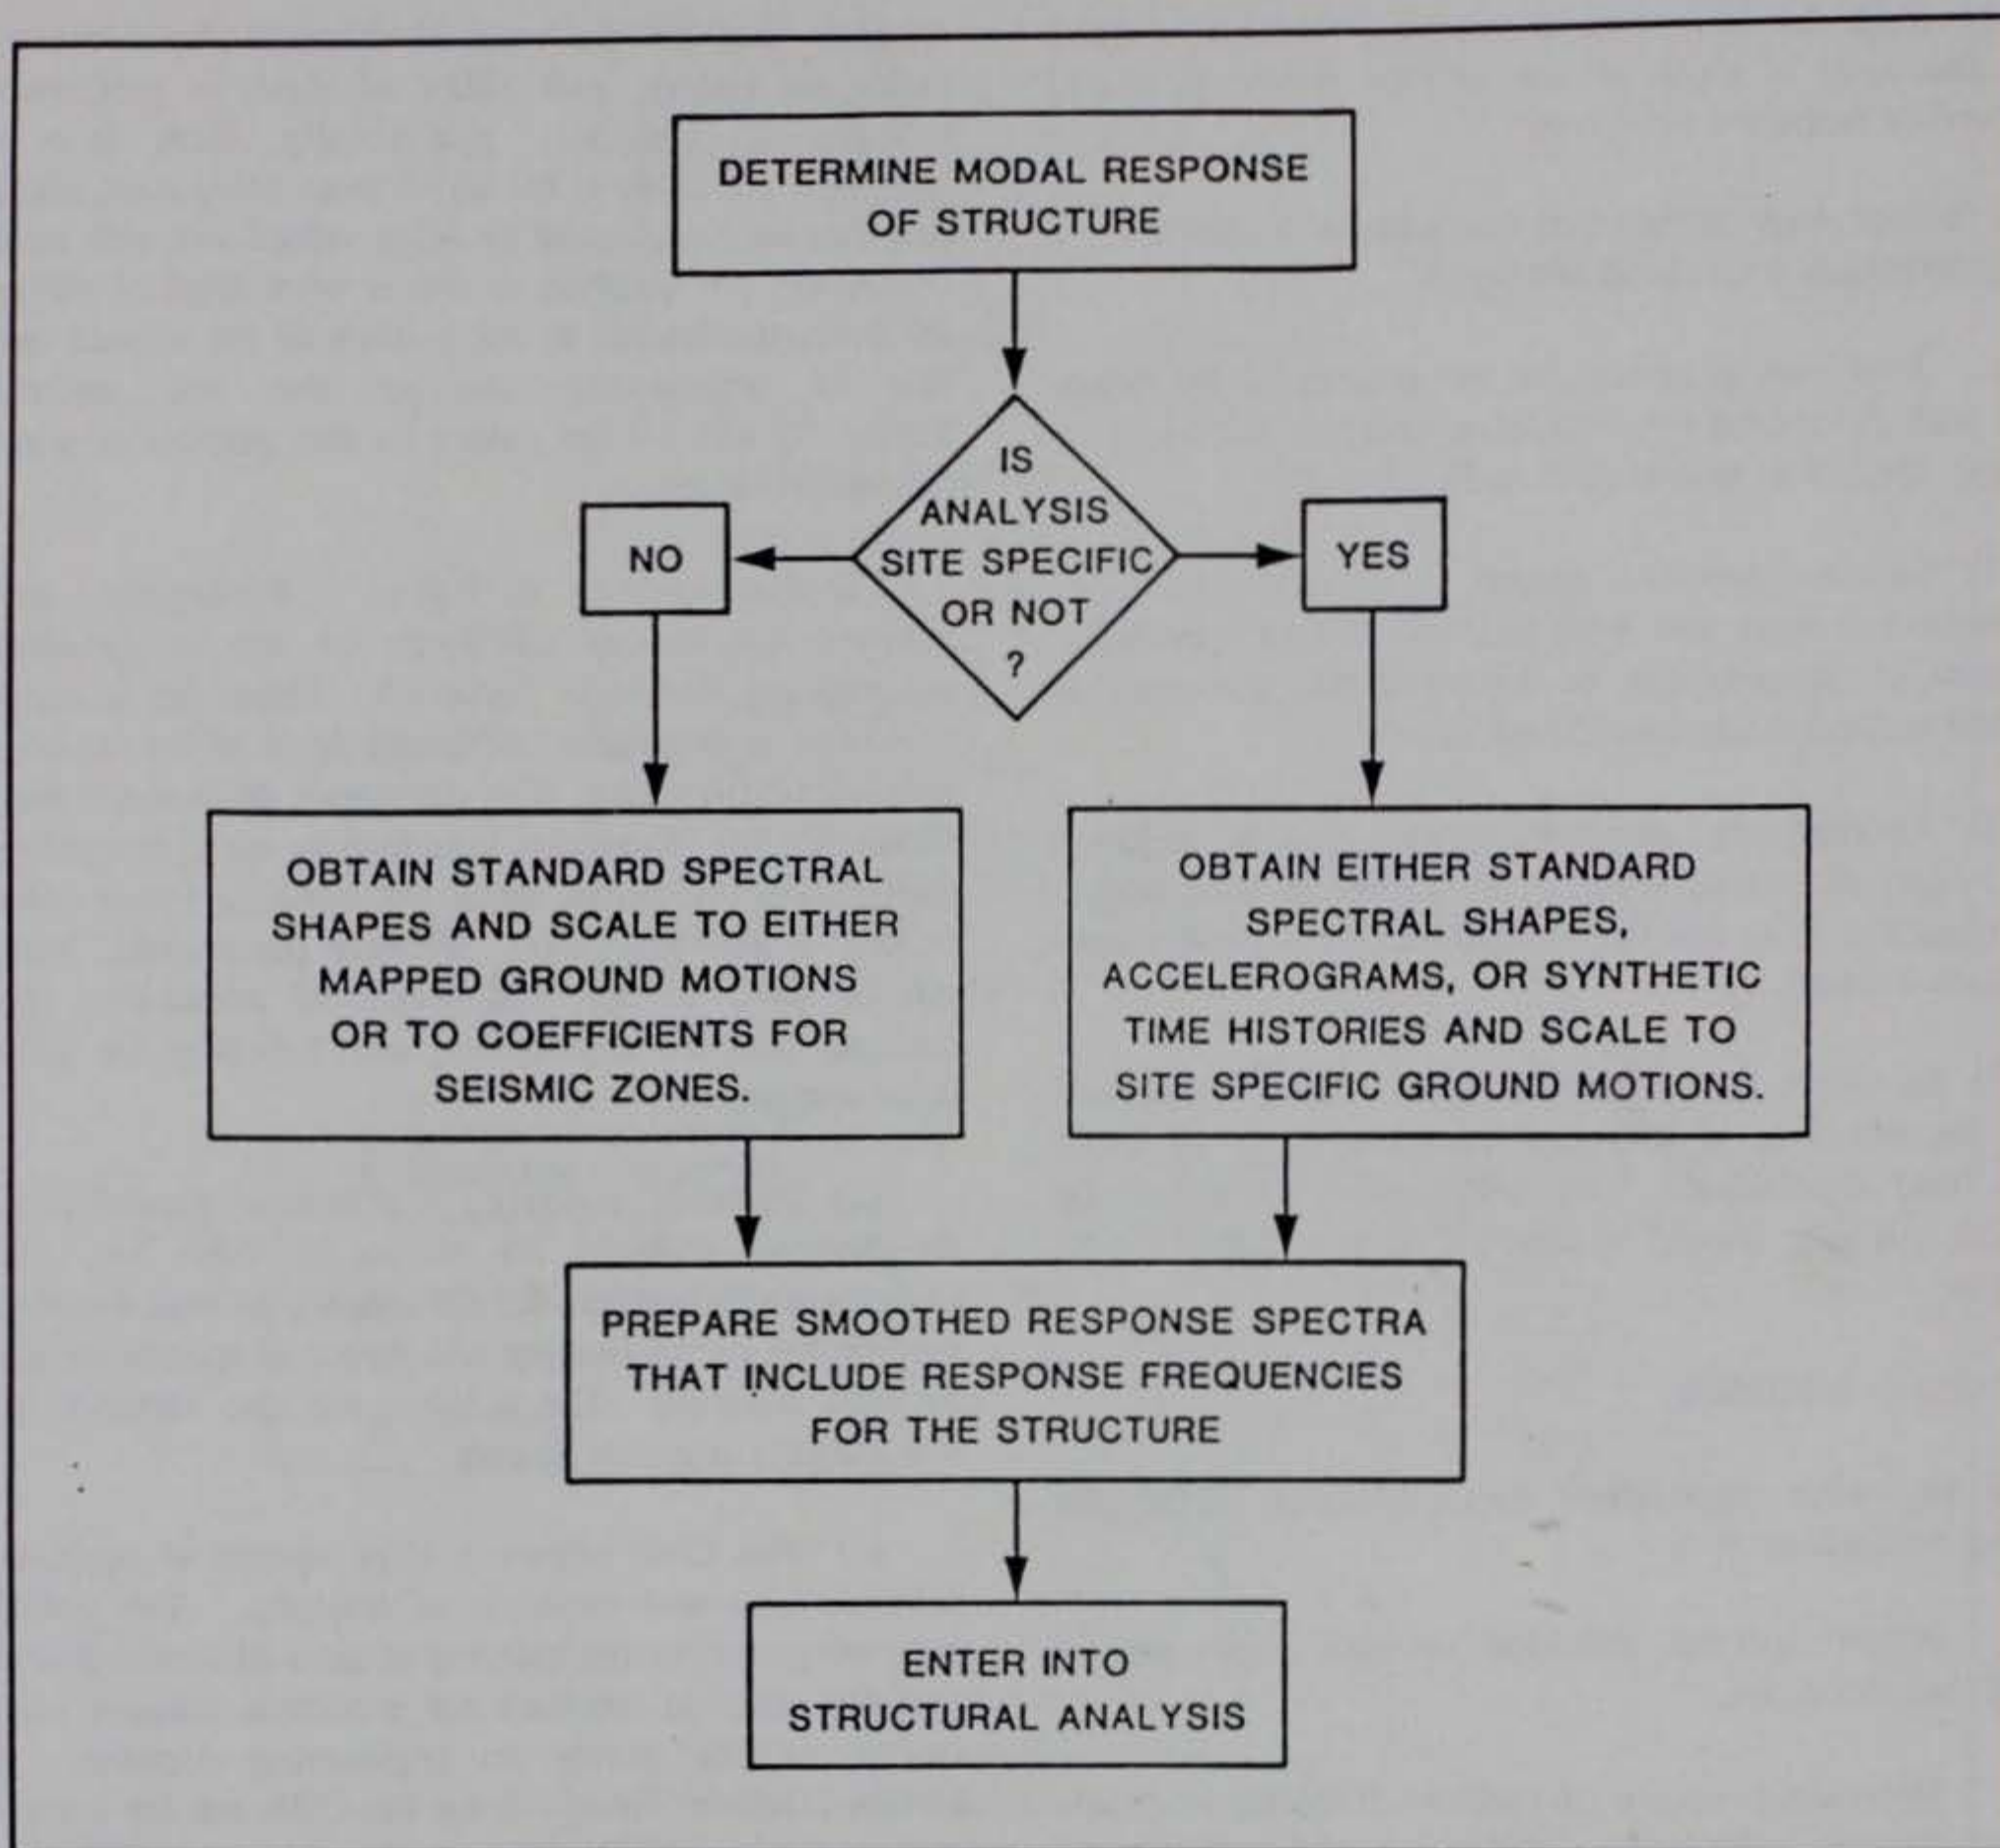 DETERMINE MODAL RESPONSE
OF STRUCTURE
IS
ANALYSIS
SITE SPECIFIC
OR NOT
?
NO
YES
OBTAIN STANDARD SPECTRAL
SHAPES AND SCALE TO EITHER
MAPPED GROUND MOTIONS
OR TO COEFFICIENTS FOR
SEISMIC ZONES.
OBTAIN EITHER STANDARD
SPECTRAL SHAPES,
ACCELEROGRAMS, OR SYNTHETIC
TIME HISTORIES AND SCALE TO
SITE SPECIFIC GROUND MOTIONS.
PREPARE SMOOTHED RESPONSE SPECTRA
THAT INCLUDE RESPONSE FREQUENCIES
FOR THE STRUCTURE
ENTER INTO
STRUCTURAL ANALYSIS